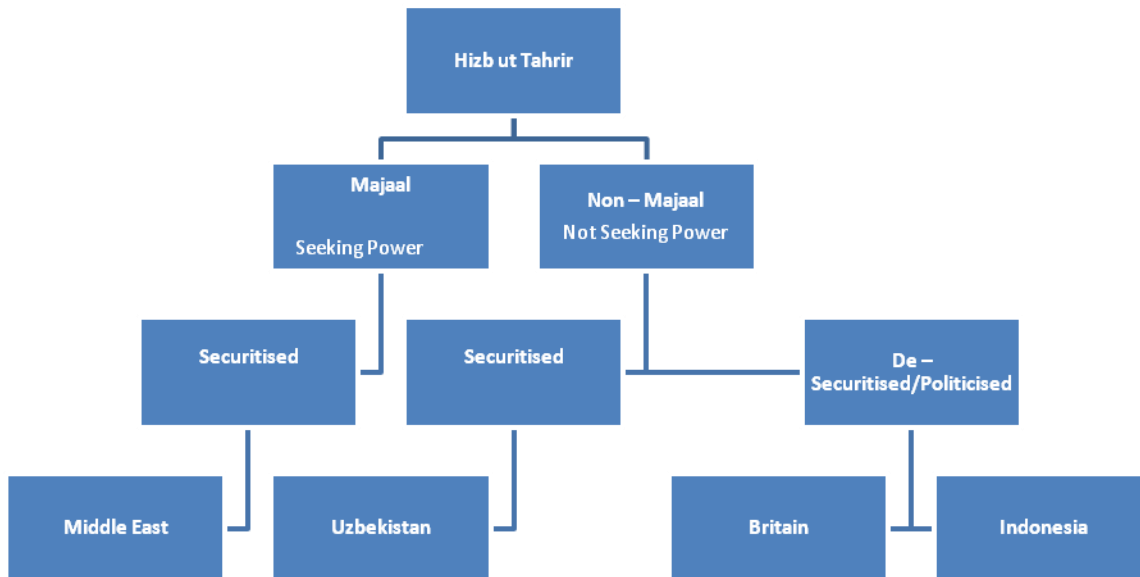 Hizb ut Tahrir
Majaal
Seeking Power
Non – Majaal
Not Seeking Power
Securitised
Securitised
De –
Securitised/Politicised
Middle East
Uzbekistan
Britain
Indonesia